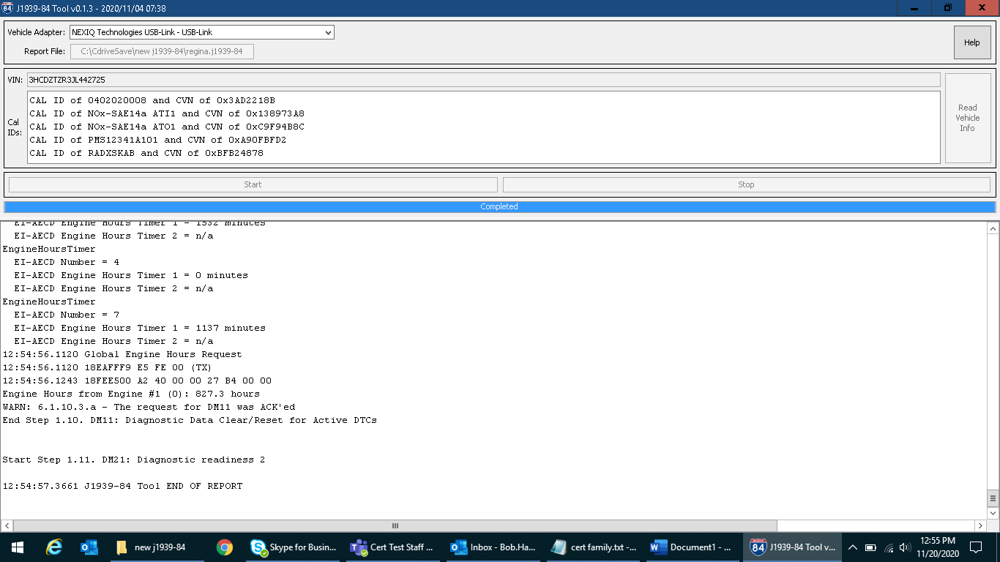 84 J1939-84 Tool v0.1.3 - 2020/11/04 07:38
Vehicle Adapter: NEXIQ Technologies USB-Link - USB-Link
Help
Report File: C:\CdriveSave\new j1939-84\regina.j1939-84
VIN: 3HCDZTZR3JL442725
Cal IDs:
CAL ID of 0402020008 and CVN of 0x3AD2218B
CAL ID of NOx-SAE14a ATI1 and CVN of 0x138973A8
CAL ID of NOx-SAE14a ATO1 and CVN of 0xC9F94B8C
CAL ID of PMS12341A101 and CVN of 0xA90FBFD2
CAL ID of RADXSKAB and CVN of 0xBFB24878
Read
Vehicle
Info
Start Stop
Completed
EI-AECD Engine Hours Timer 1 = 1532 minutes
EI-AECD Engine Hours Timer 2 = n/a
EngineHoursTimer
EI-AECD Number = 4
EI-AECD Engine Hours Timer 1 = 0 minutes
EI-AECD Engine Hours Timer 2 = n/a
EngineHoursTimer
EI-AECD Number = 7
EI-AECD Engine Hours Timer 1 = 1137 minutes
EI-AECD Engine Hours Timer 2 = n/a
12:54:56.1120 Global Engine Hours Request
12:54:56.1120 18EAFFF9 E5 FE 00 (TX)
12:54:56.1243 18FEE500 A2 40 00 00 27 B4 00 00
Engine Hours from Engine #1 (0): 827.3 hours
WARN: 6.1.10.3.a - The request for DM11 was ACK'ed
End Step 1.10. DM11: Diagnostic Data Clear/Reset for Active DTCs
Start Step 1.11. DM21: Diagnostic readiness 2
12:54:57.3661 J1939-84 Tool END OF REPORT
new j1939-84
Skype for Busin...
Cert Test Staff ...
Inbox - Bob.Ha...
cert family.txt -...
Document1 - ...
84 J1939-84 Tool v...
12:55 PM
11/20/2020